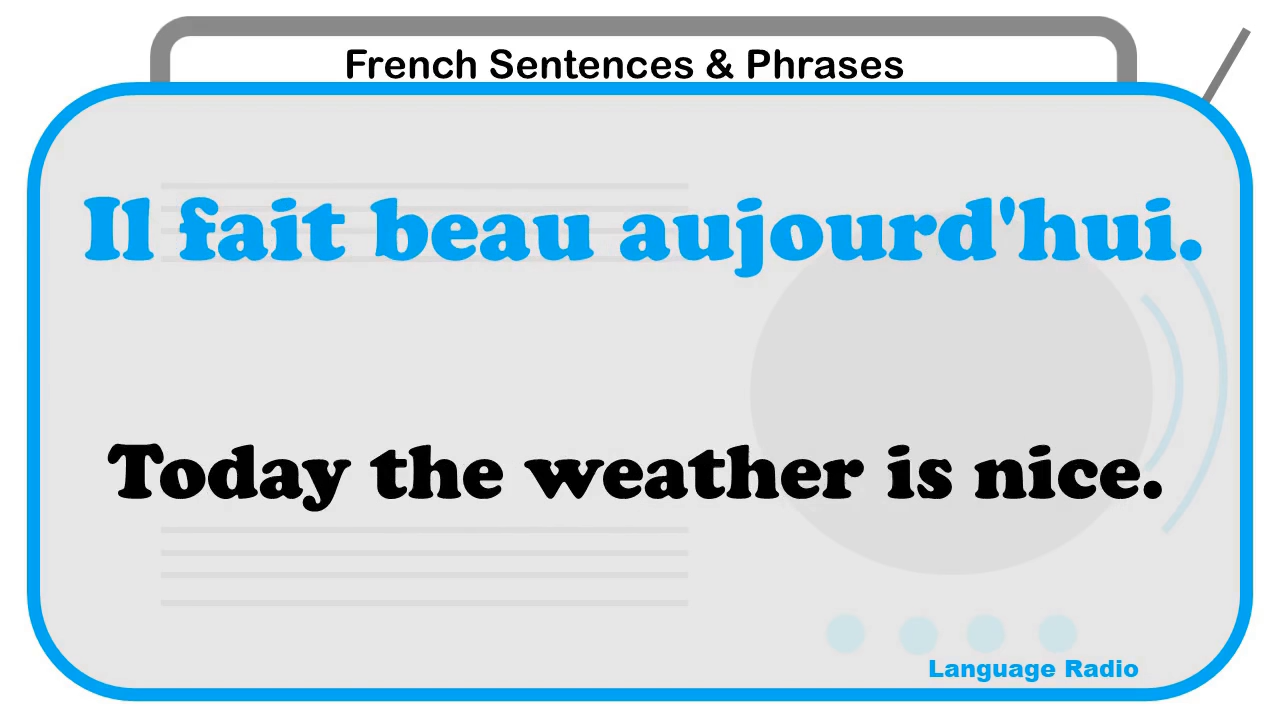 French Sentences & Phrases
Il fait beau aujourd'hui.
Today the weather is nice.
Language Radio